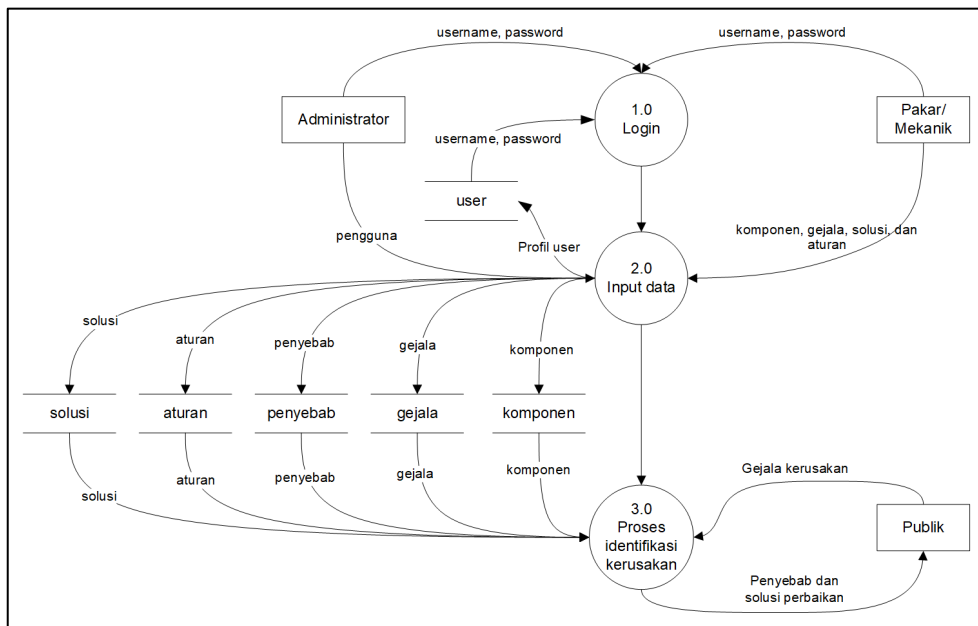 username, password
username, password
1.0
Login
Administrator
Pakar/
Mekanik
username, password
user
pengguna
Profil user
komponen, gejala, solusi, dan
aturan
2.0
Input data
solusi
aturan
penyebab
gejala
komponen
solusi
aturan
penyebab
gejala
komponen
solusi
aturan
penyebab
gejala
komponen
Gejala kerusakan
3.0
Proses
identifikasi
kerusakan
Publik
Penyebab dan
solusi perbaikan